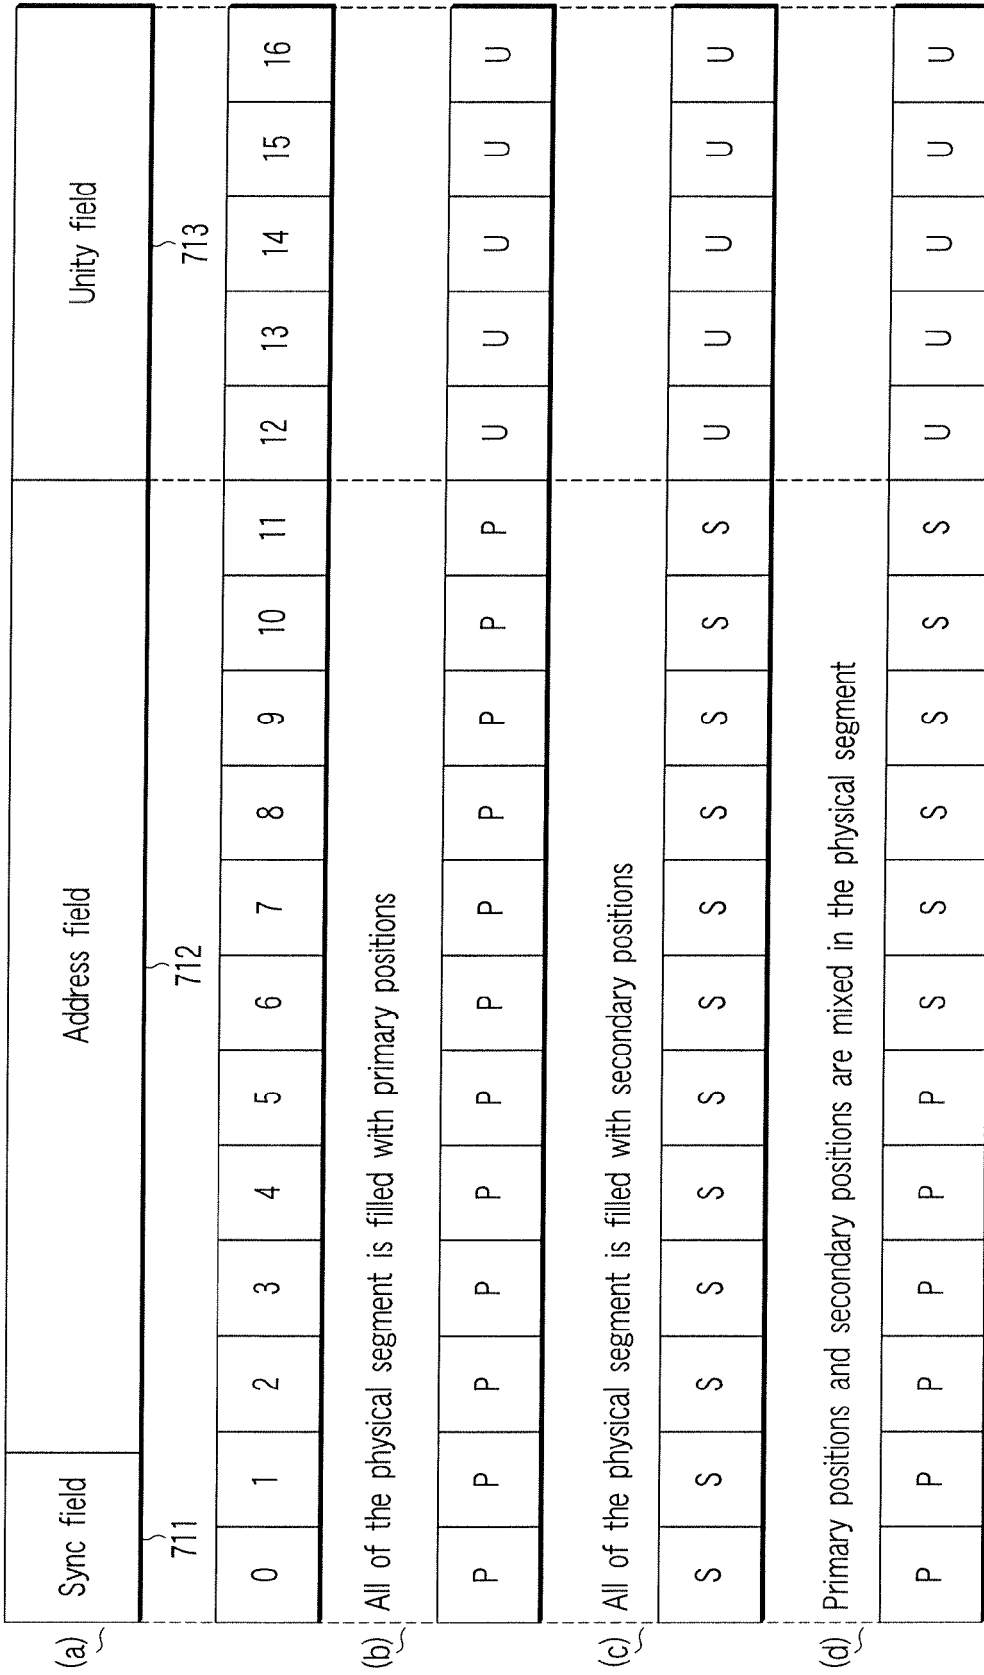 (a) Sync field Address field Unity field
711 712 713
0 1 2 3 4 5 6 7 8 9 10 11 12 13 14 15 16
(b) All of the physical segment is filled with primary positions
P P P P P P P P P P P P U U U U U
(c) All of the physical segment is filled with secondary positions
S S S S S S S S S S S S U U U U U
(d) Primary positions and secondary positions are mixed in the physical segment
P P P P P P S S S S S S U U U U U